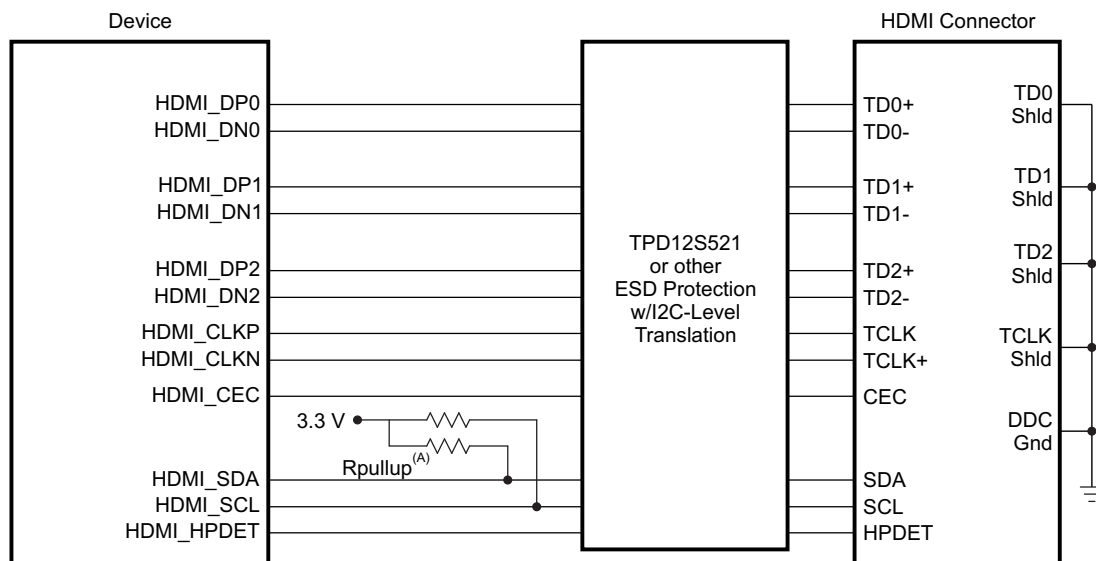 Device
HDMI Connector
HDMI_DP0
HDMI_DN0
HDMI_DP1
HDMI_DN1
HDMI_DP2
HDMI_DN2
HDMI_CLKP
HDMI_CLKN
HDMI_CEC
3.3 V
Rpullup(A)
HDMI_SDA
HDMI_SCL
HDMI_HPDET
TPD12S521
or other
ESD Protection
w/I2C-Level
Translation
TD0+
TD0-
TD1+
TD1-
TD2+
TD2-
TCLK
TCLK+
CEC
SDA
SCL
HPDET
TD0
Shld
TD1
Shld
TD2
Shld
TCLK
Shld
DDC
Gnd